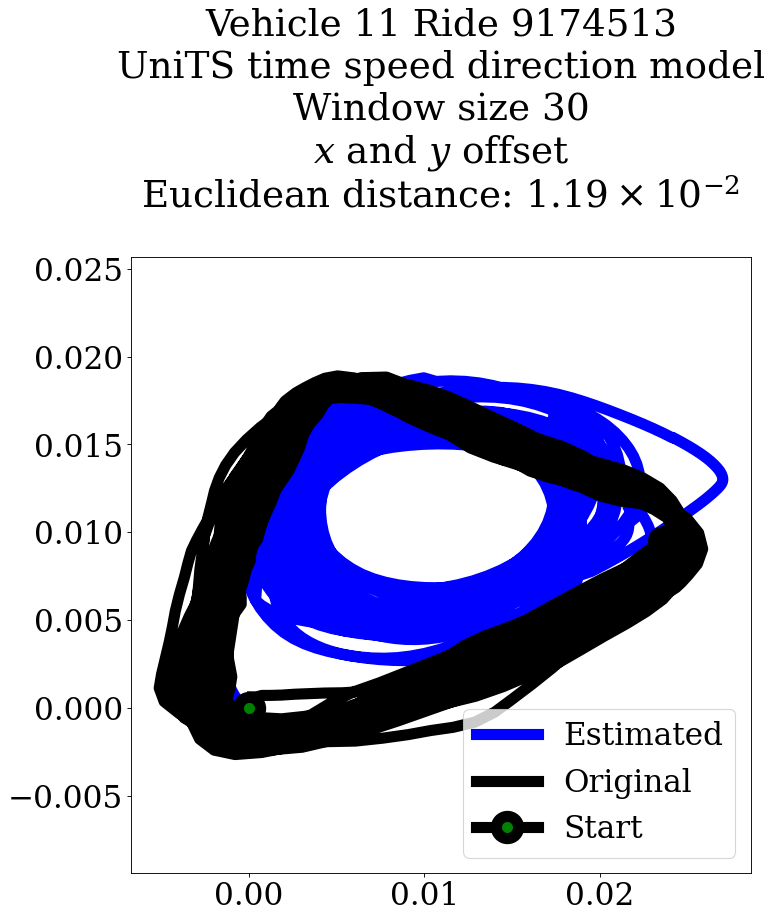 Vehicle 11 Ride 9174513
UniTS time speed direction model
Window size 30
x and y offset
Euclidean distance: 1.19 × 10⁻²
0.025
0.020
0.015
0.010
0.005
0.000
−0.005
0.00 0.01 0.02
Estimated
Original
Start